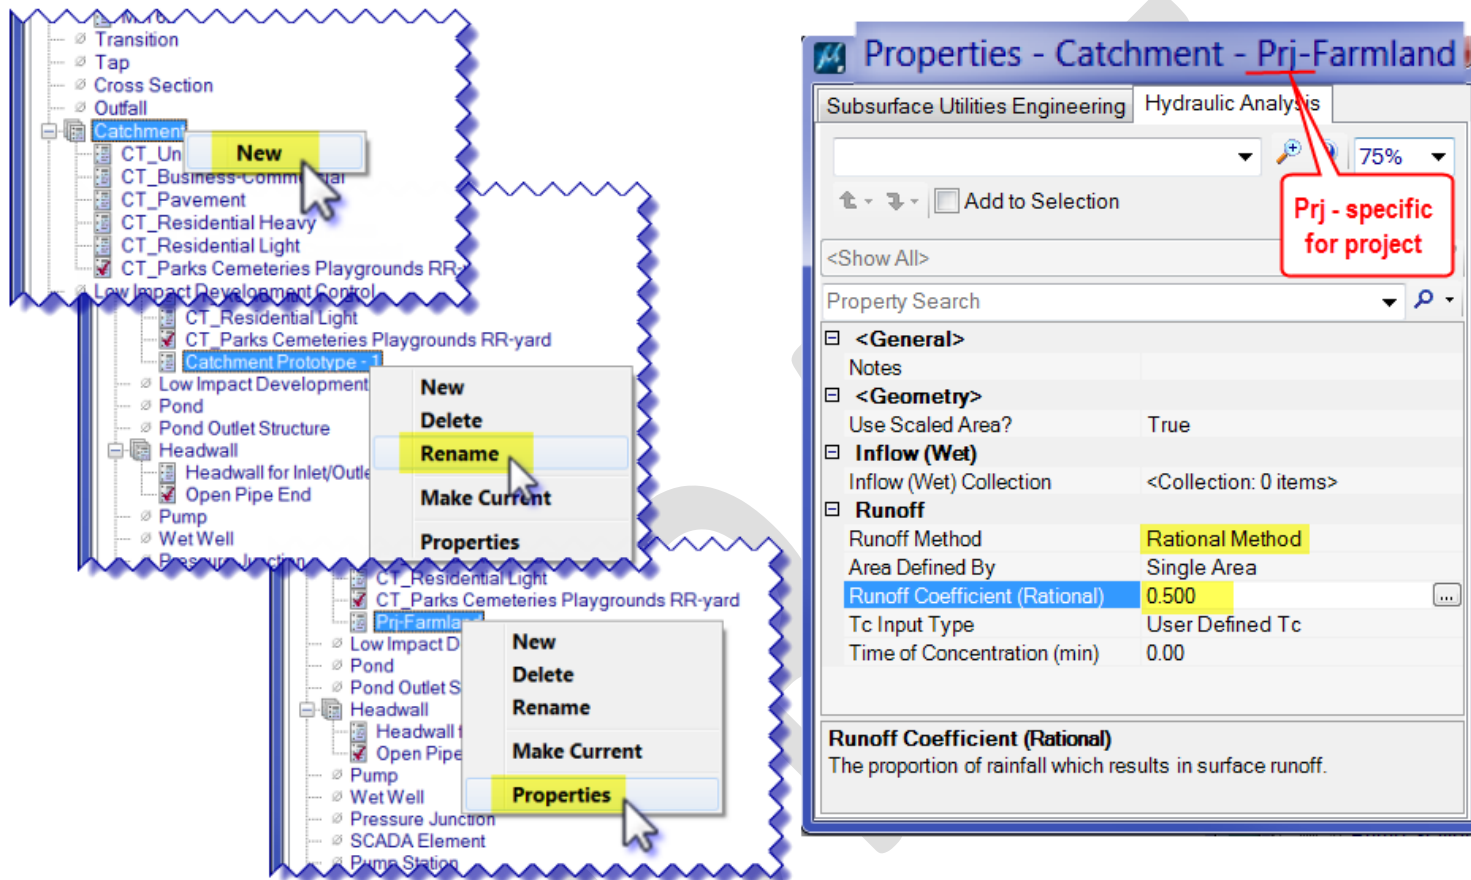 Transition
Tap
Cross Section
Outfall
Catchment
New
CT_Un
CT_Business-Commercial
CT_Pavement
CT_Residential Heavy
CT_Residential Light
CT_Parks Cemeteries Playgrounds RR-
Low Impact Development Control
CT_Residential Light
CT_Parks Cemeteries Playgrounds RR-yard
Catchment Prototype - 1
Low Impact Development
Pond
Pond Outlet Structure
Headwall
Headwall for Inlet/Outle
Open Pipe End
Pump
Wet Well
Pressure Junction
New
Delete
Rename
Make Current
Properties
CT_Residential Light
CT_Parks Cemeteries Playgrounds RR-yard
Prj-Farmland
Low Impact D
Pond
Pond Outlet S
Headwall
Headwall f
Open Pipe
Pump
Wet Well
Pressure Junction
SCADA Element
Pump Station
New
Delete
Rename
Make Current
Properties
Properties - Catchment - Prj-Farmland
Subsurface Utilities Engineering Hydraulic Analysis
75%
Add to Selection
Prj - specific
for project
<Show All>
Property Search
<General>
Notes
<Geometry>
Use Scaled Area? True
Inflow (Wet)
Inflow (Wet) Collection <Collection: 0 items>
Runoff
Runoff Method Rational Method
Area Defined By Single Area
Runoff Coefficient (Rational) 0.500
...
Tc Input Type User Defined Tc
Time of Concentration (min) 0.00
Runoff Coefficient (Rational)
The proportion of rainfall which results in surface runoff.